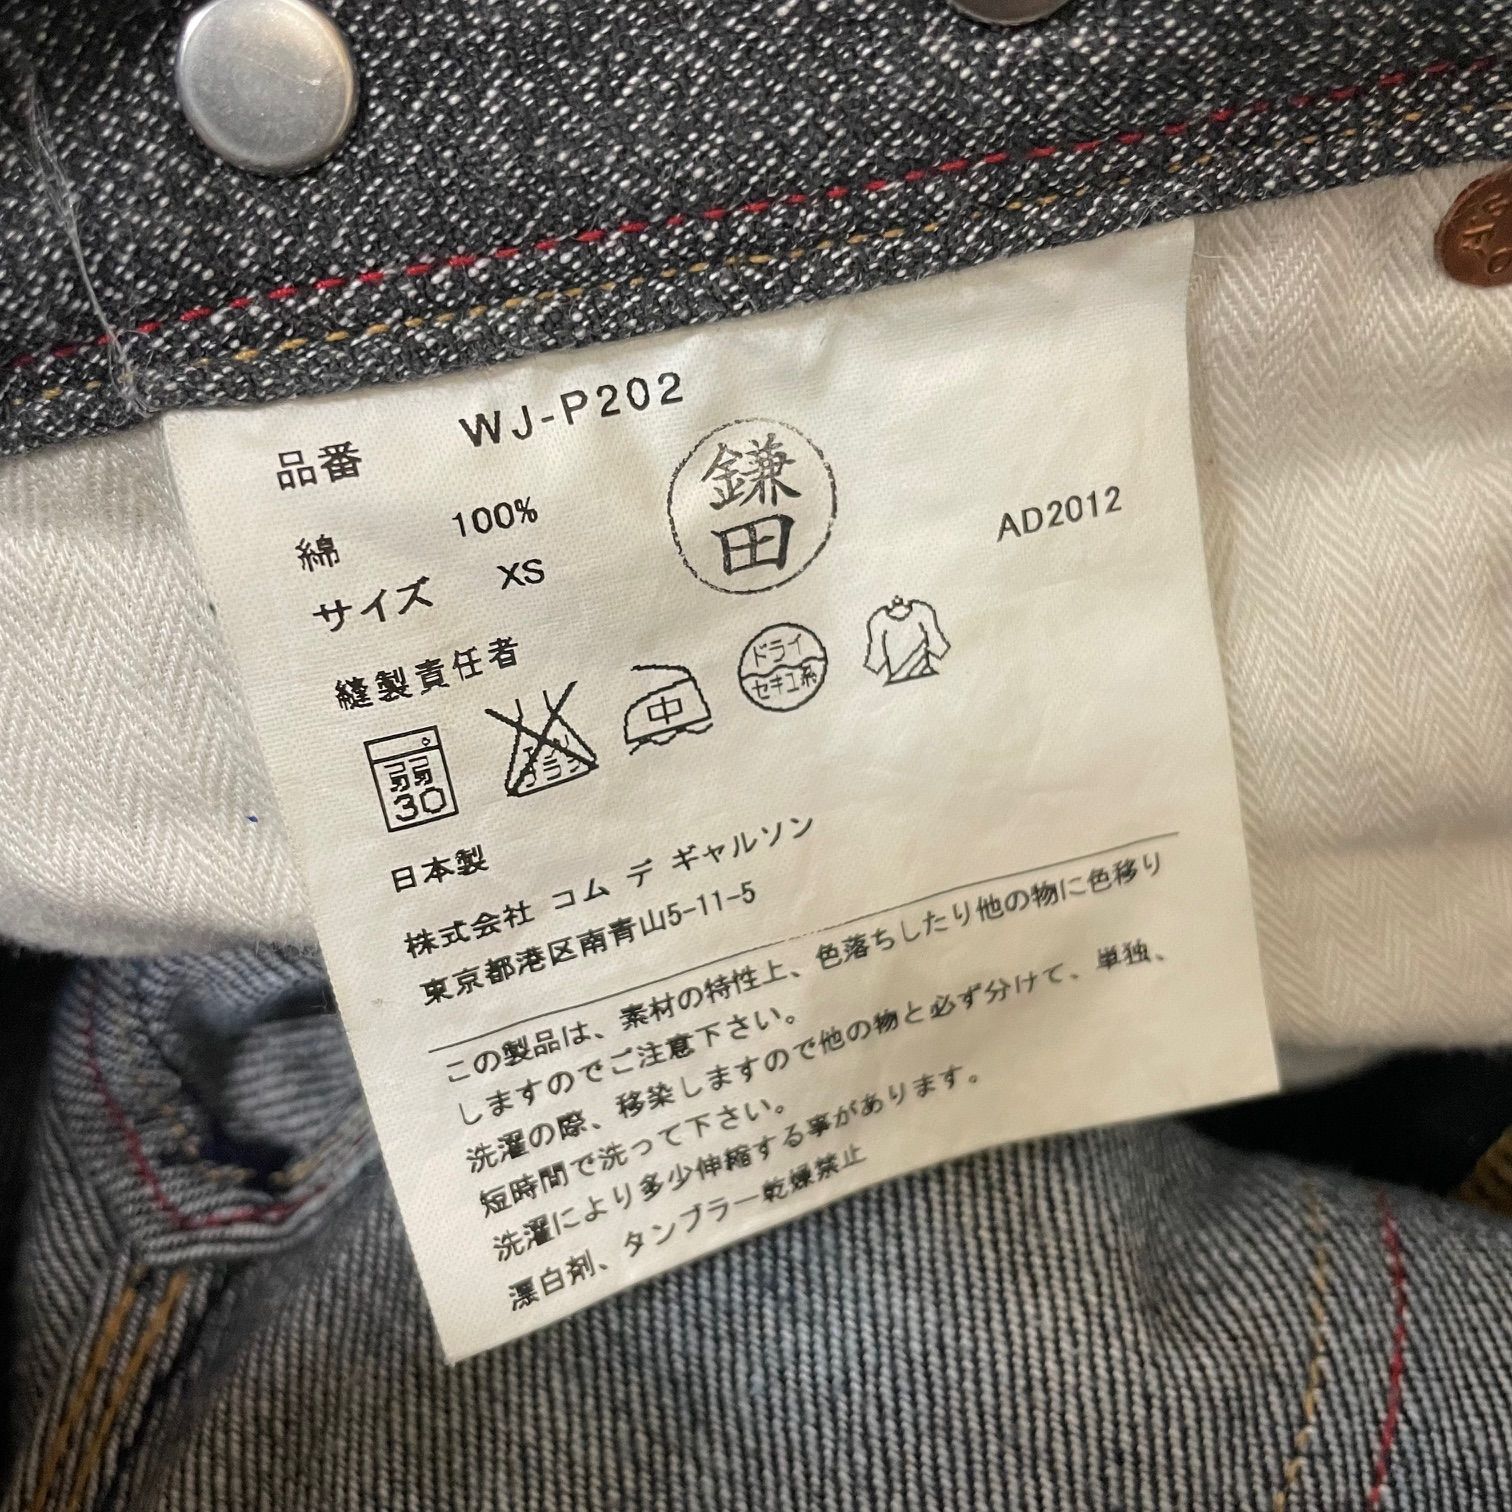 品番 WJ-P202
綿 100%
サイズ XS
鎌
田
AD2012
縫製責任者
弱
30
中
ドライ
セキユ系
日本製
株式会社 コム デ ギャルソン
東京都港区南青山5-11-5
この製品は、素材の特性上、色落ちしたり他の物に色移り
しますのでご注意下さい。
洗濯の際、移染しますので他の物と必ず分けて、単独、
短時間で洗って下さい。
洗濯により多少伸縮する事があります。
漂白剤、タンブラー乾燥禁止